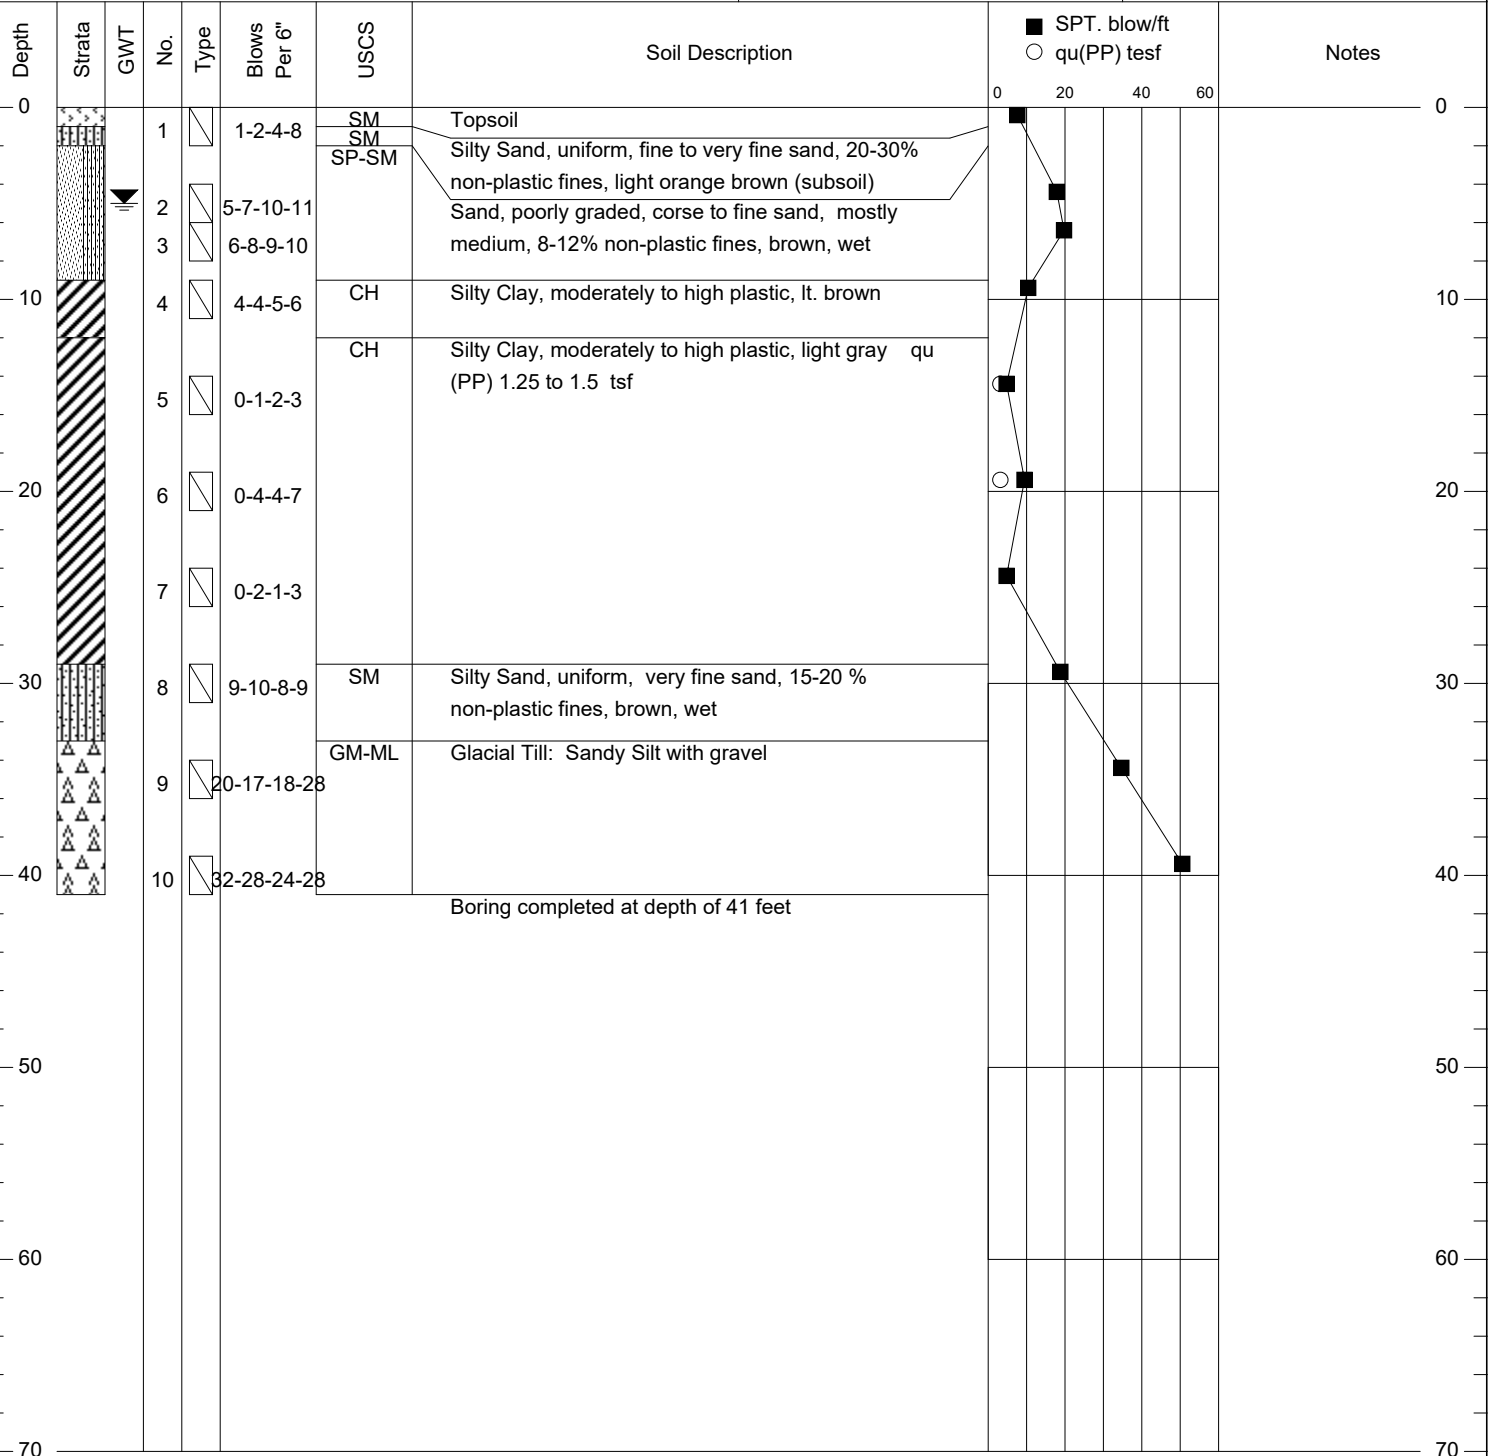 Depth
Strata
GWT
No.
Type
Blows
Per 6"
USCS
Soil Description
SPT. blow/ft
qu(PP) tesf
Notes
0 20 40 60
0 0
1 1-2-4-8 SM Topsoil
SM
SP-SM
Silty Sand, uniform, fine to very fine sand, 20-30%
non-plastic fines, light orange brown (subsoil)
2 5-7-10-11 Sand, poorly graded, corse to fine sand, mostly
3 6-8-9-10 medium, 8-12% non-plastic fines, brown, wet
10 4 4-4-5-6 CH Silty Clay, moderately to high plastic, lt. brown 10
CH Silty Clay, moderately to high plastic, light gray qu
(PP) 1.25 to 1.5 tsf
5 0-1-2-3
20 6 0-4-4-7 20
7 0-2-1-3
30 8 9-10-8-9 SM Silty Sand, uniform, very fine sand, 15-20 % 30
non-plastic fines, brown, wet
GM-ML Glacial Till: Sandy Silt with gravel
9 20-17-18-28
40 10 32-28-24-28 40
Boring completed at depth of 41 feet
50 50
60 60
70 70